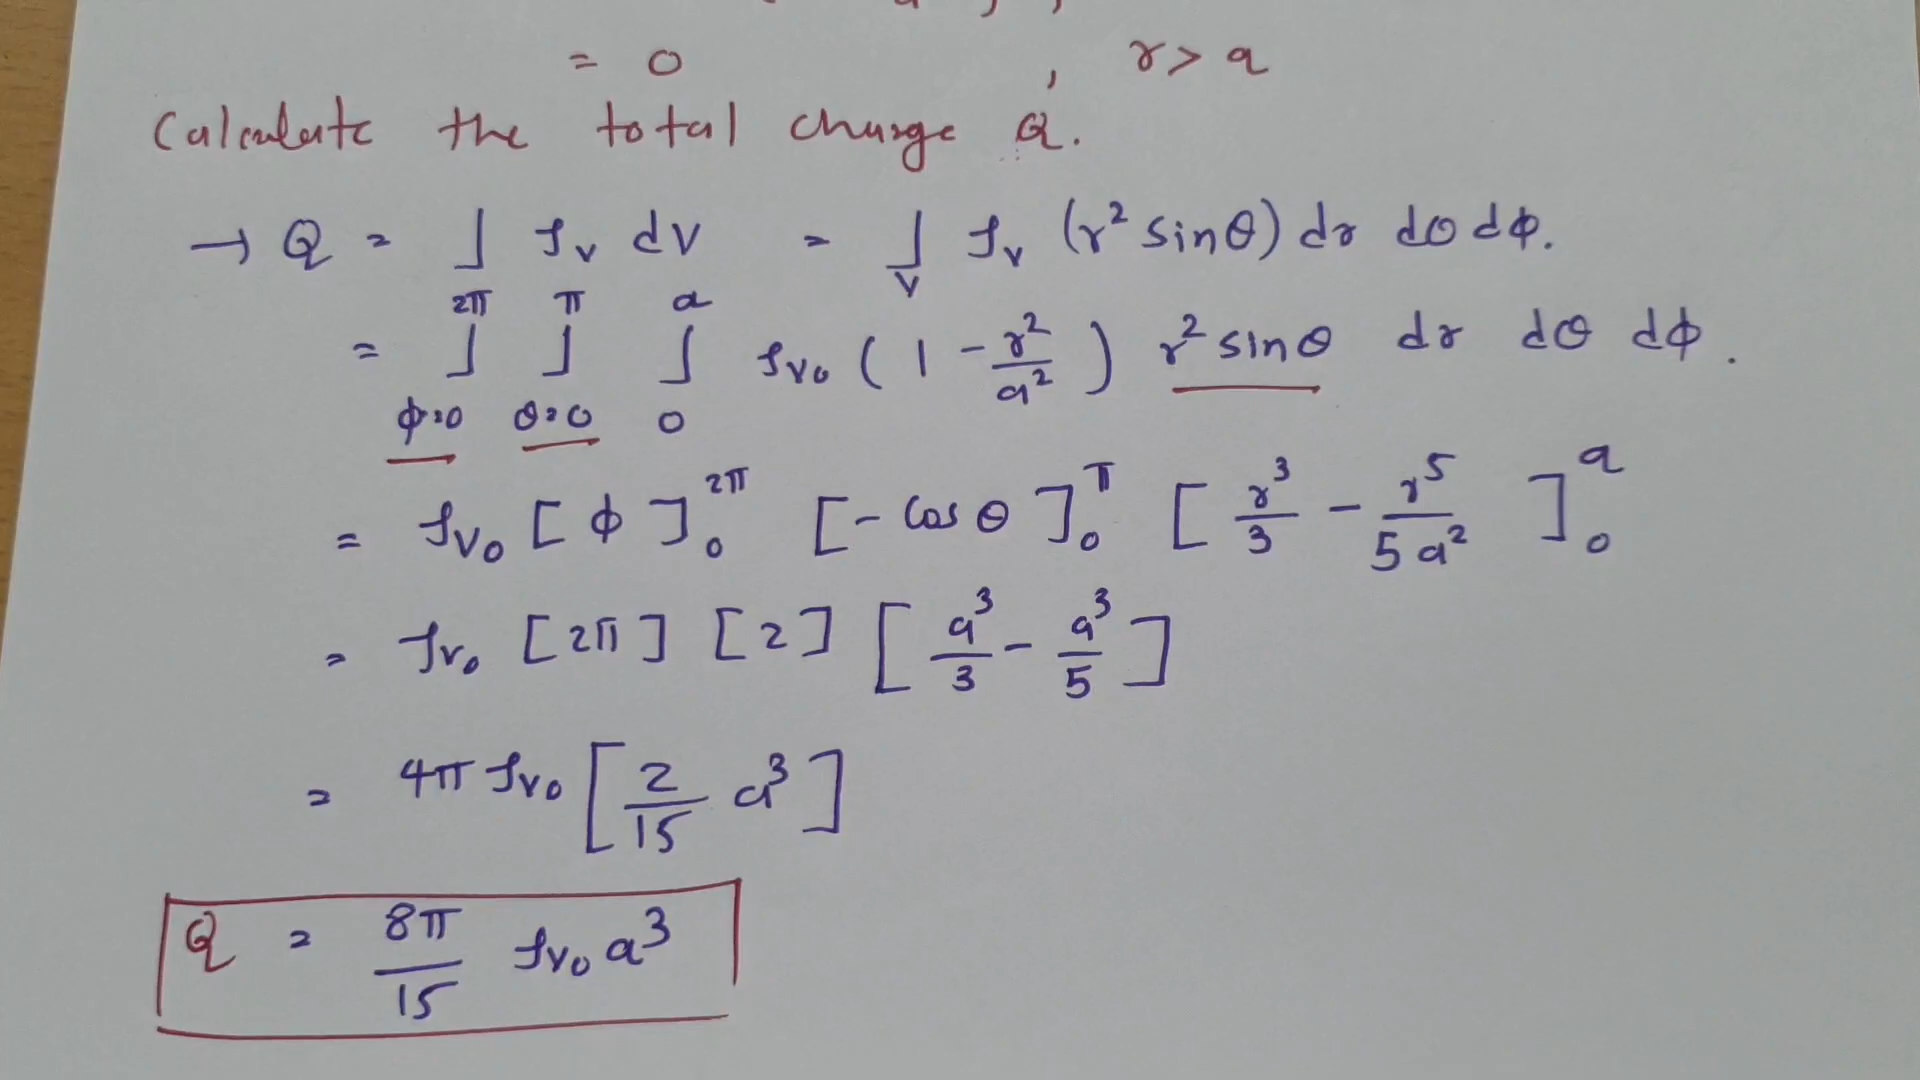 = 0 , r > a
Calculate the total charge Q.
→ Q = ∫ ρv dV = ∫V ρv (r² sinθ) dr dθ dϕ.
= ∫ϕ=0^2π ∫θ=0^π ∫0^a ρv₀ (1 - r²/a²) r² sinθ dr dθ dϕ.
= ρv₀ [ϕ]₀^2π [- cos θ]₀^π [r³/3 - r⁵/5a²]₀^a
= ρv₀ [2π] [2] [a³/3 - a³/5]
= 4π ρv₀ [2/15 a³]
Q = 8π/15 ρv₀ a³